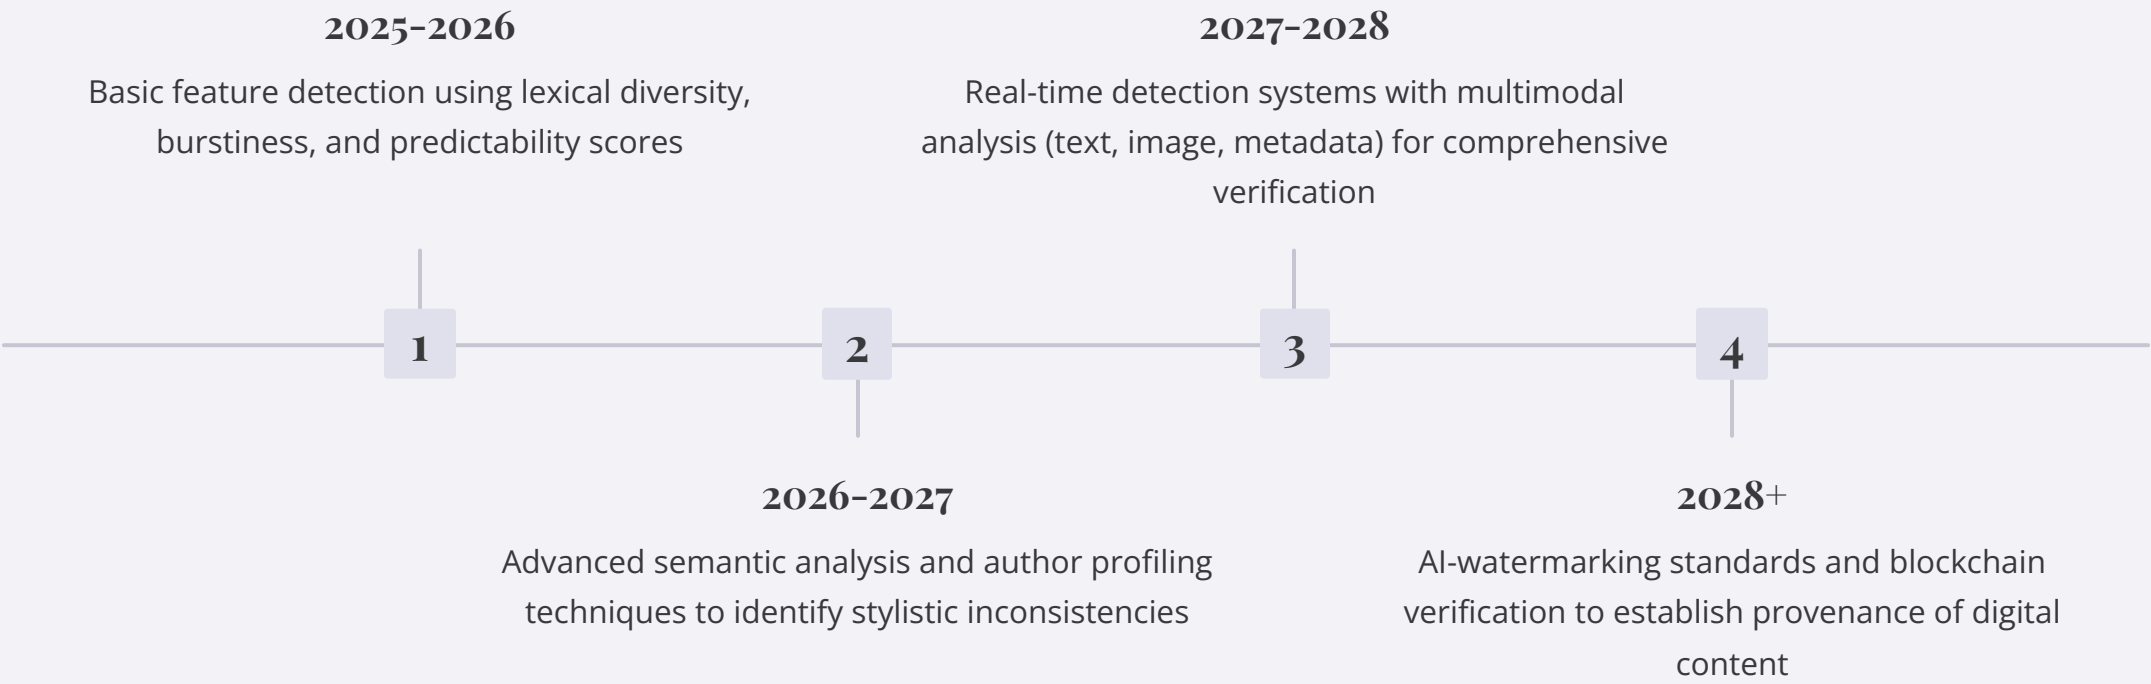 2025-2026
Basic feature detection using lexical diversity,
burstiness, and predictability scores
2027-2028
Real-time detection systems with multimodal
analysis (text, image, metadata) for comprehensive
verification
1
2
3
4
2026-2027
Advanced semantic analysis and author profiling
techniques to identify stylistic inconsistencies
2028+
AI-watermarking standards and blockchain
verification to establish provenance of digital
content